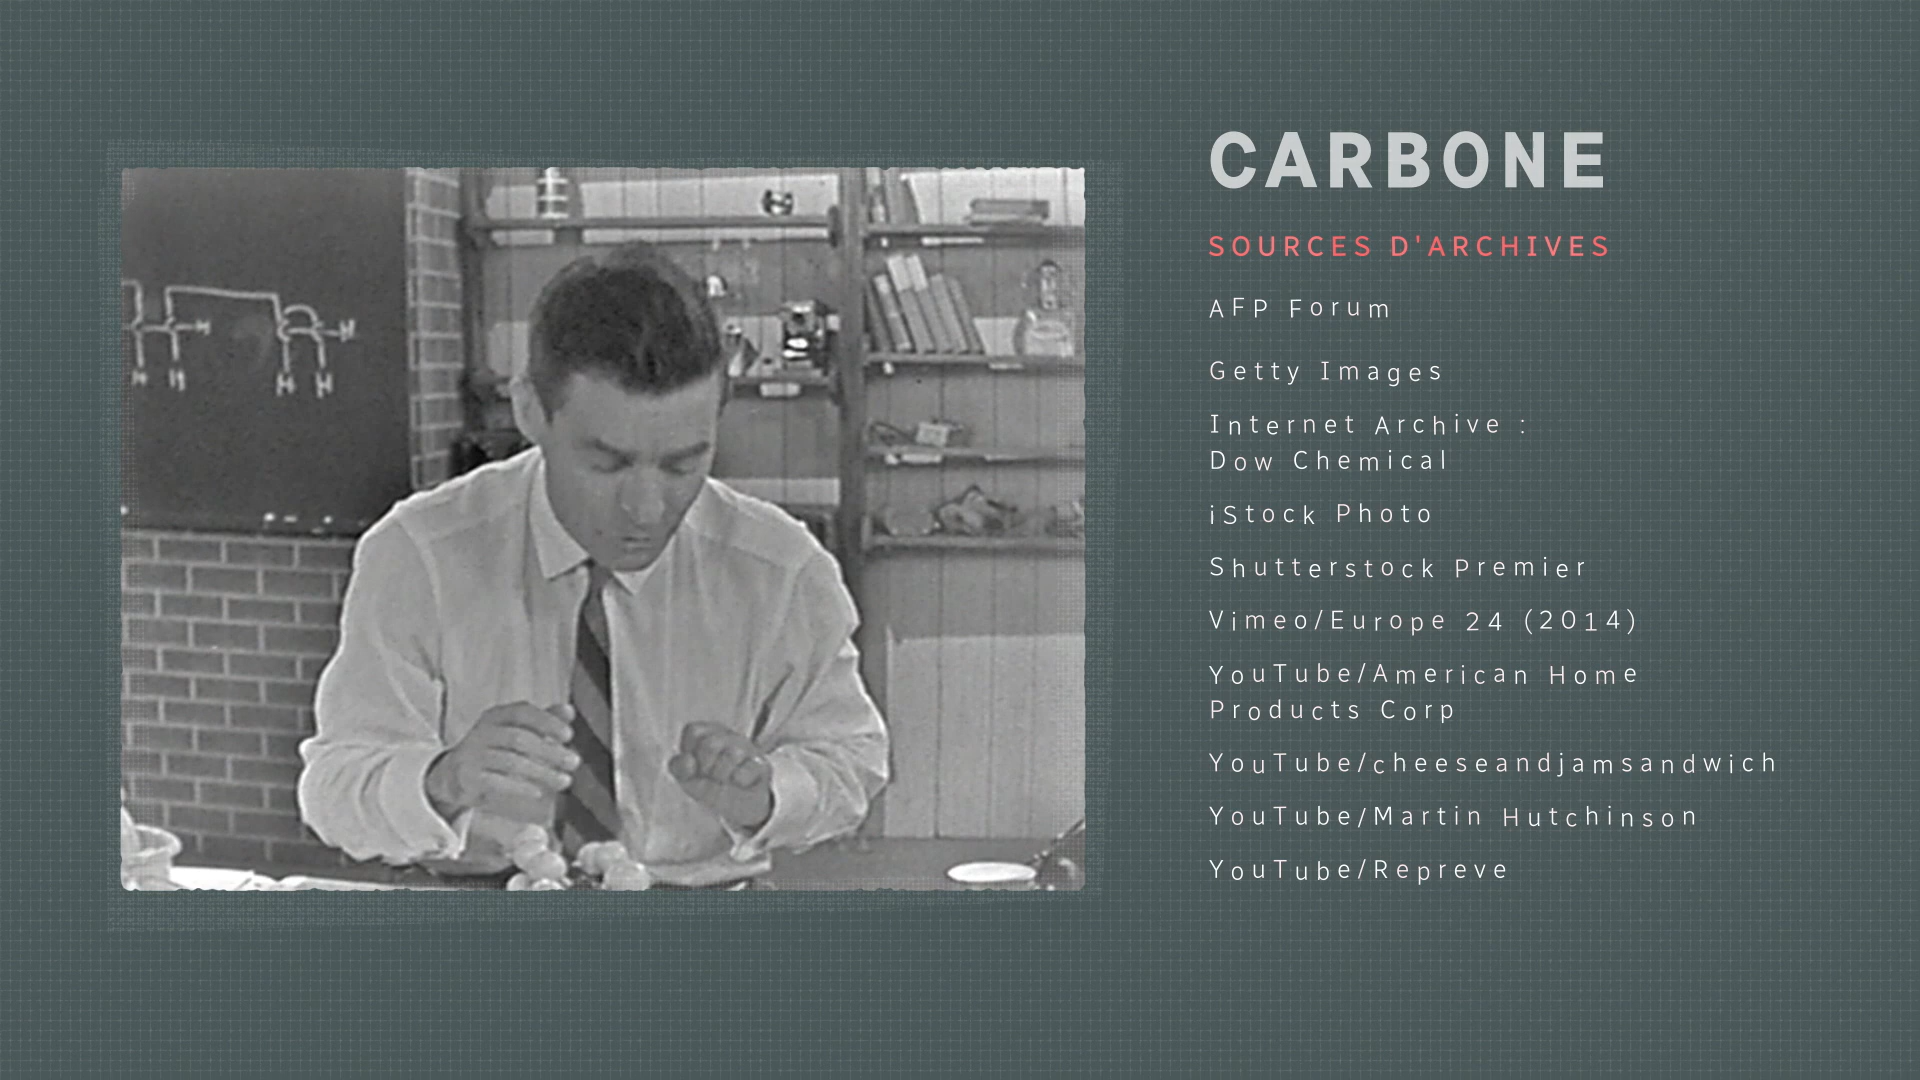 CARBONE
SOURCES D'ARCHIVES
AFP Forum
Getty Images
Internet Archive :
Dow Chemical
iStock Photo
Shutterstock Premier
Vimeo/Europe 24 (2014)
YouTube/American Home
Products Corp
YouTube/cheeseandjamsandwich
YouTube/Martin Hutchinson
YouTube/Repreve